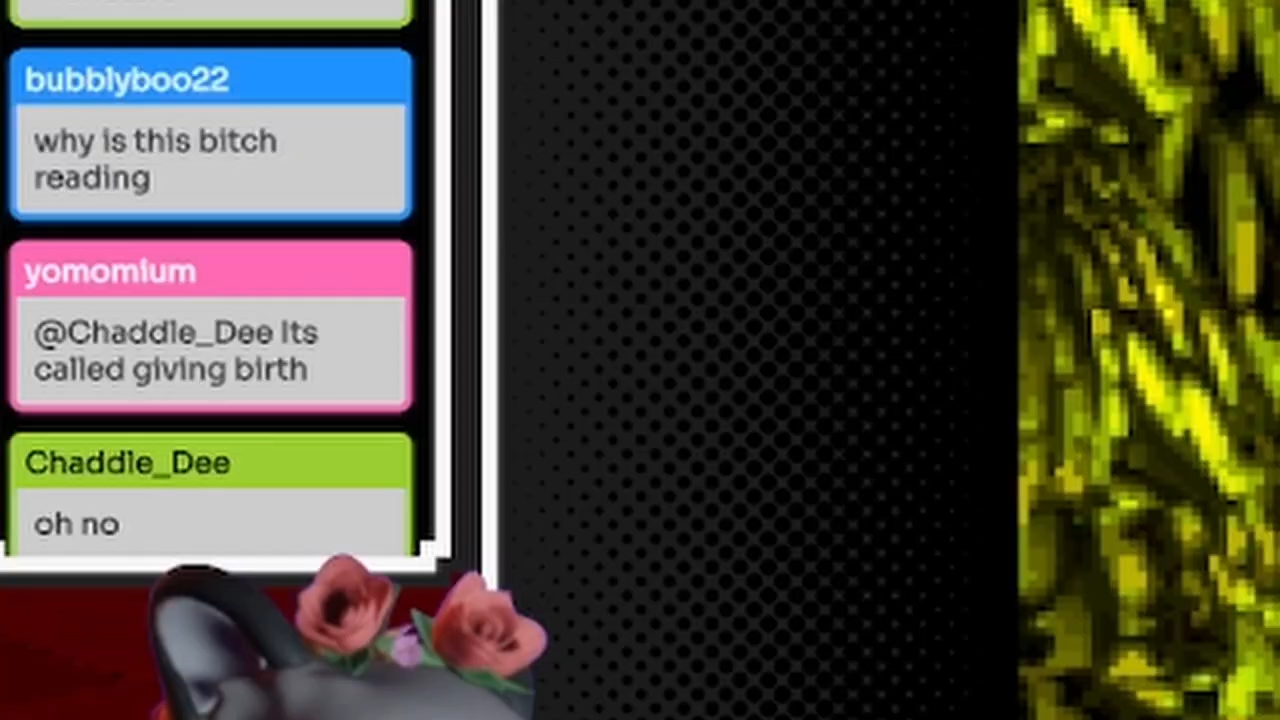 bubblyboo22
why is this bitch
reading
yomomium
@Chaddle_Dee Its
called giving birth
Chaddle_Dee
oh no